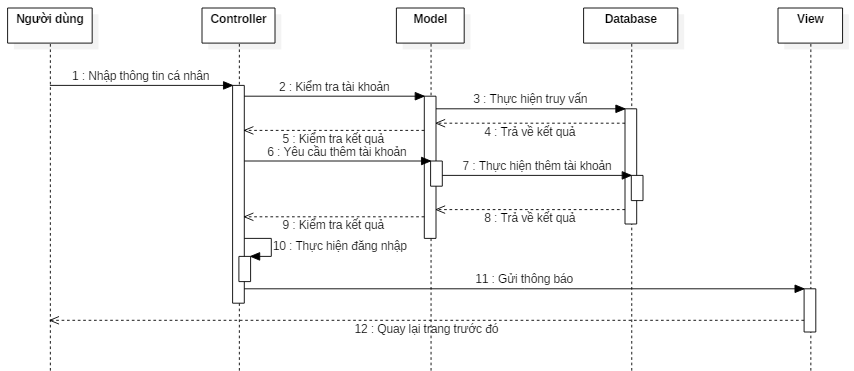 Người dùng
Controller
Model
Database
View
1 : Nhập thông tin cá nhân
2 : Kiểm tra tài khoản
3 : Thực hiện truy vấn
4 : Trả về kết quả
5 : Kiểm tra kết quả
6 : Yêu cầu thêm tài khoản
7 : Thực hiện thêm tài khoản
8 : Trả về kết quả
9 : Kiểm tra kết quả
10 : Thực hiện đăng nhập
11 : Gửi thông báo
12 : Quay lại trang trước đó